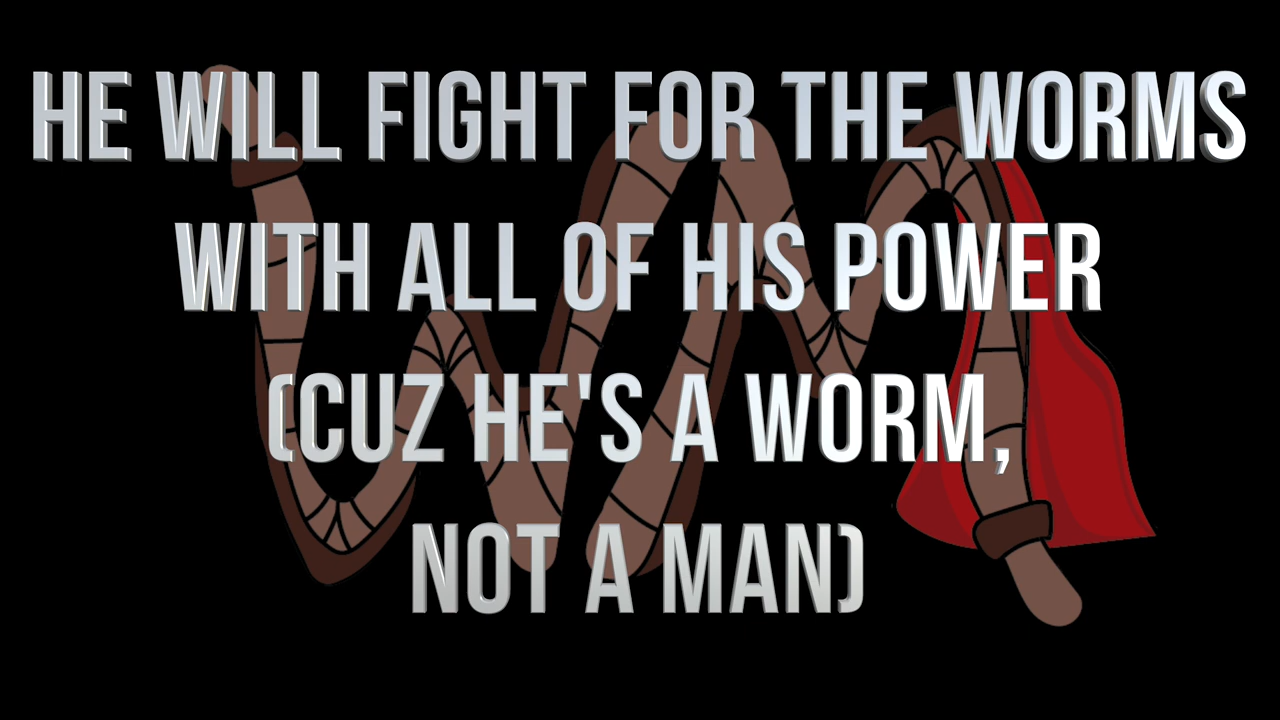 HE WILL FIGHT FOR THE WORMS
WITH ALL OF HIS POWER
(CUZ HE'S A WORM,
NOT A MAN)